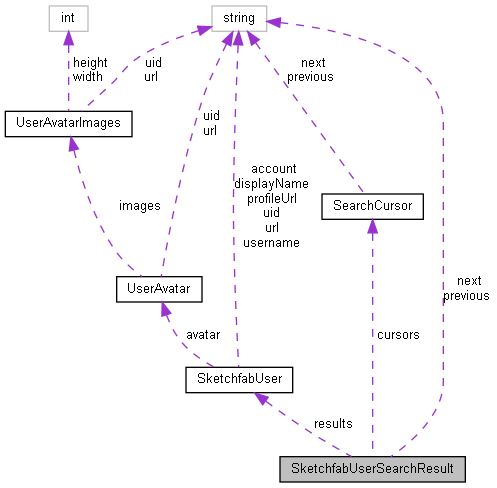 int
string
height
width
uid
url
next
previous
UserAvatarImages
uid
url
account
displayName
profileUrl
uid
url
username
images
SearchCursor
UserAvatar
next
previous
avatar
cursors
SketchfabUser
results
SketchfabUserSearchResult